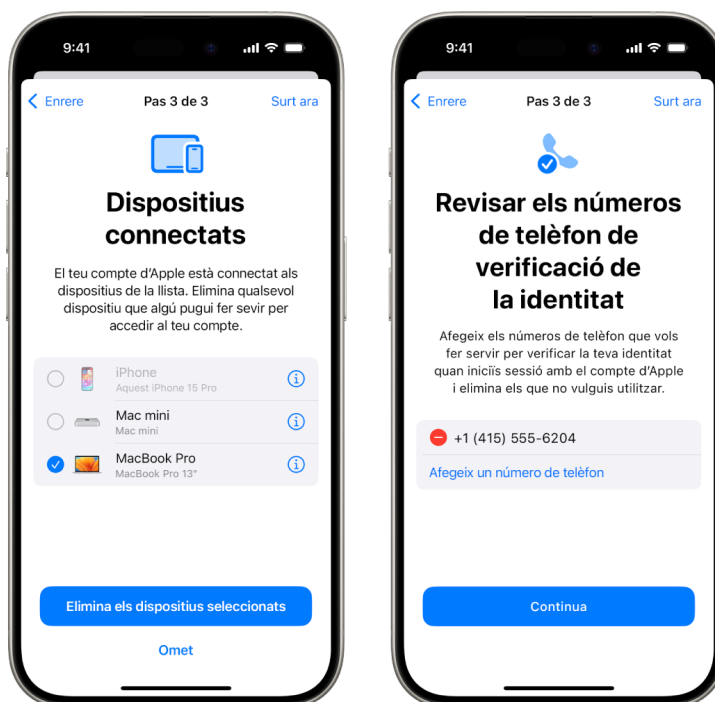 9:41
Enrere
Pas 3 de 3
Surt ara
Dispositius
connectats
El teu compte d’Apple està connectat als
dispositius de la llista. Elimina qualsevol
dispositiu que algú pugui fer sevir per
accedir al teu compte.
iPhone
Aquest iPhone 15 Pro
Mac mini
Mac mini
MacBook Pro
MacBook Pro 13"
Elimina els dispositius seleccionats
Omet
9:41
Enrere
Pas 3 de 3
Surt ara
Revisar els números
de telèfon de
verificació de
la identitat
Afegeix els números de telèfon que vols
fer servir per verificar la teva identitat
quan iniciïs sessió amb el compte d’Apple
i elimina els que no vulguis utilitzar.
+1 (415) 555-6204
Afegeix un número de telèfon
Continua